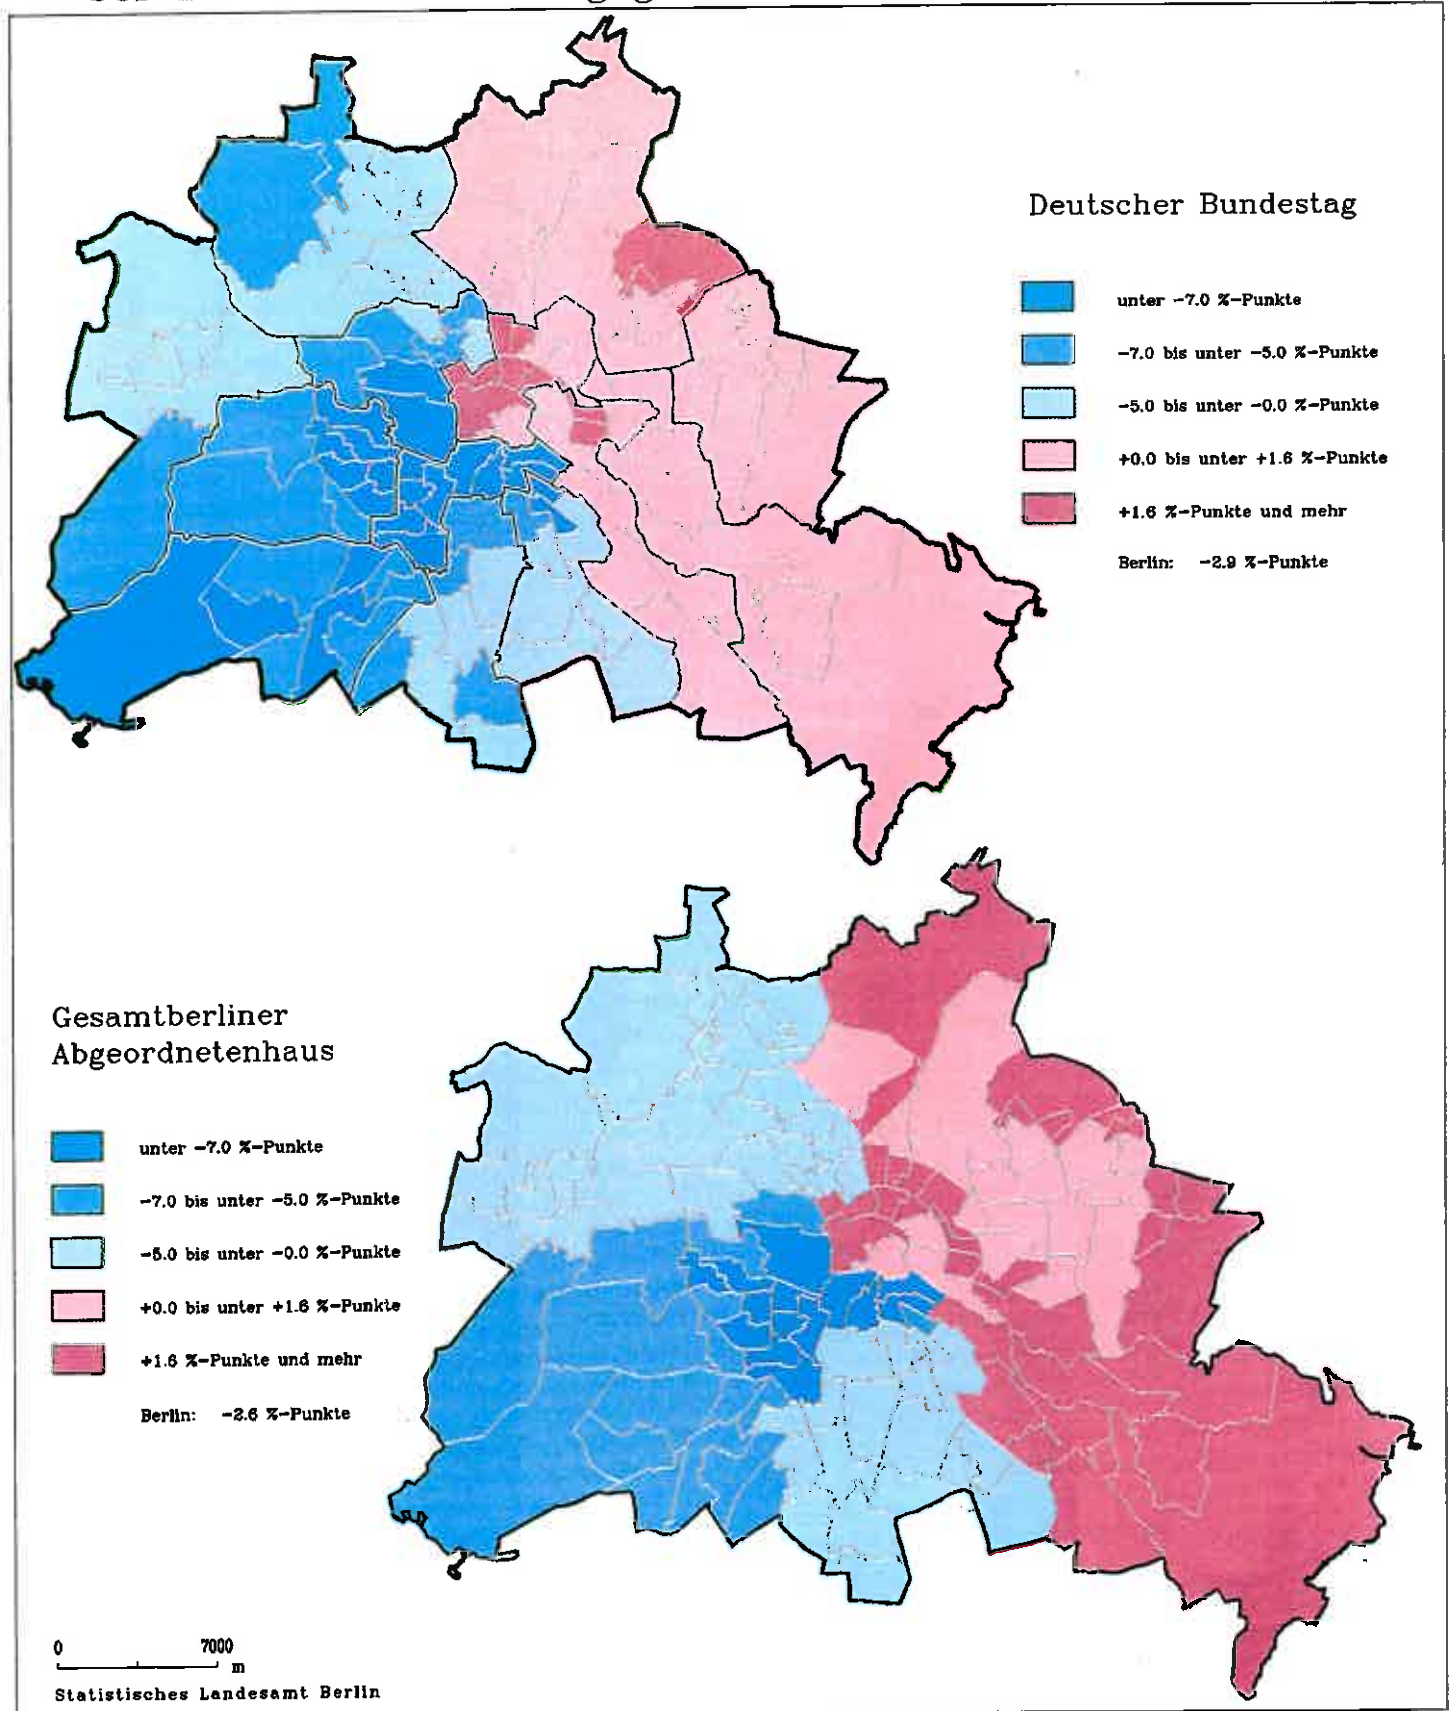 Deutscher Bundestag
unter -7.0 %-Punkte
-7.0 bis unter -5.0 %-Punkte
-5.0 bis unter -0.0 %-Punkte
+0.0 bis unter +1.6 %-Punkte
+1.6 %-Punkte und mehr
Berlin: -2.9 %-Punkte
Gesamtberliner
Abgeordnetenhaus
unter -7.0 %-Punkte
-7.0 bis unter -5.0 %-Punkte
-5.0 bis unter -0.0 %-Punkte
+0.0 bis unter +1.6 %-Punkte
+1.6 %-Punkte und mehr
Berlin: -2.6 %-Punkte
0 7000
m
Statistisches Landesamt Berlin